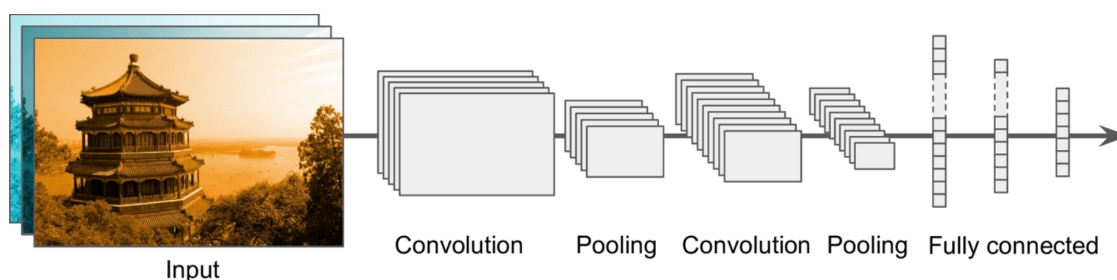 Input
Convolution
Pooling
Convolution
Pooling
Fully connected